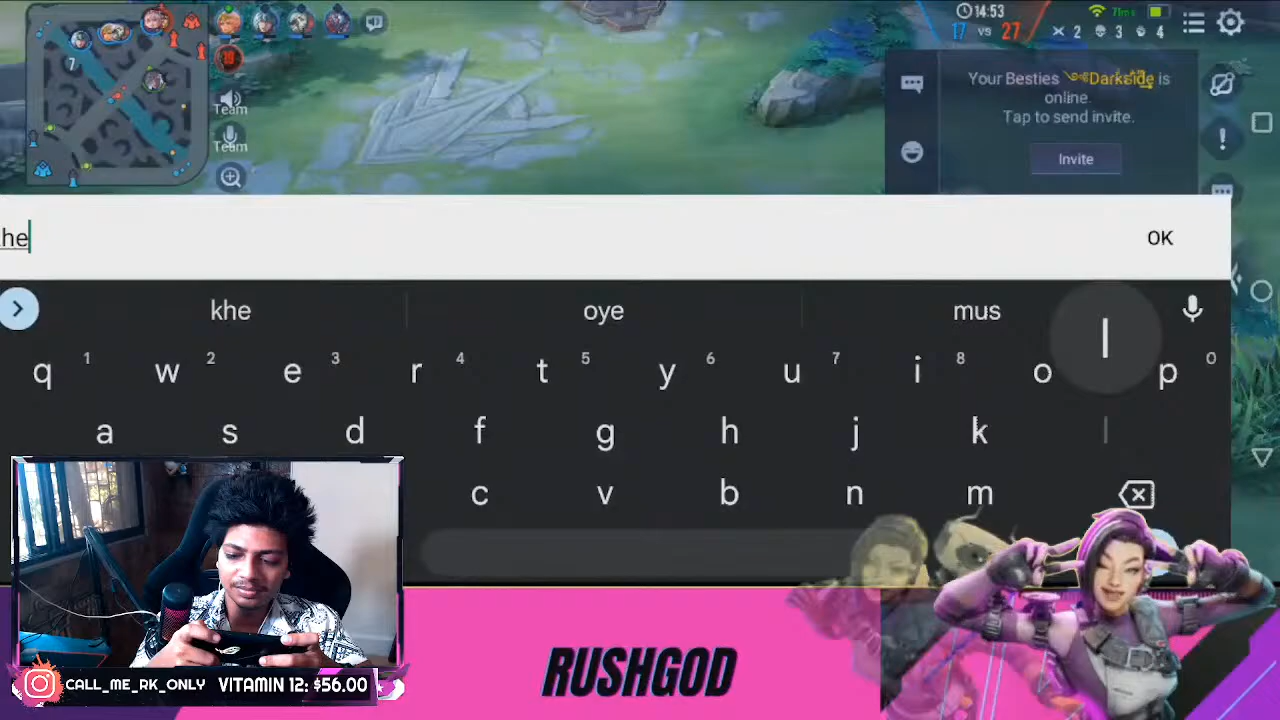 14:53
17 vs 27
2 3 4
71ms
7
Team
Team
Your Besties Darkside is
online.
Tap to send invite.
Invite
he
OK
khe oye mus
l
1 2 3 4 5 6 7 8 0
q w e r t y u i o p
a s d f g h j k l
c v b n m
RUSHGOD
CALL_ME_RK_ONLY VITAMIN 12: $56.00